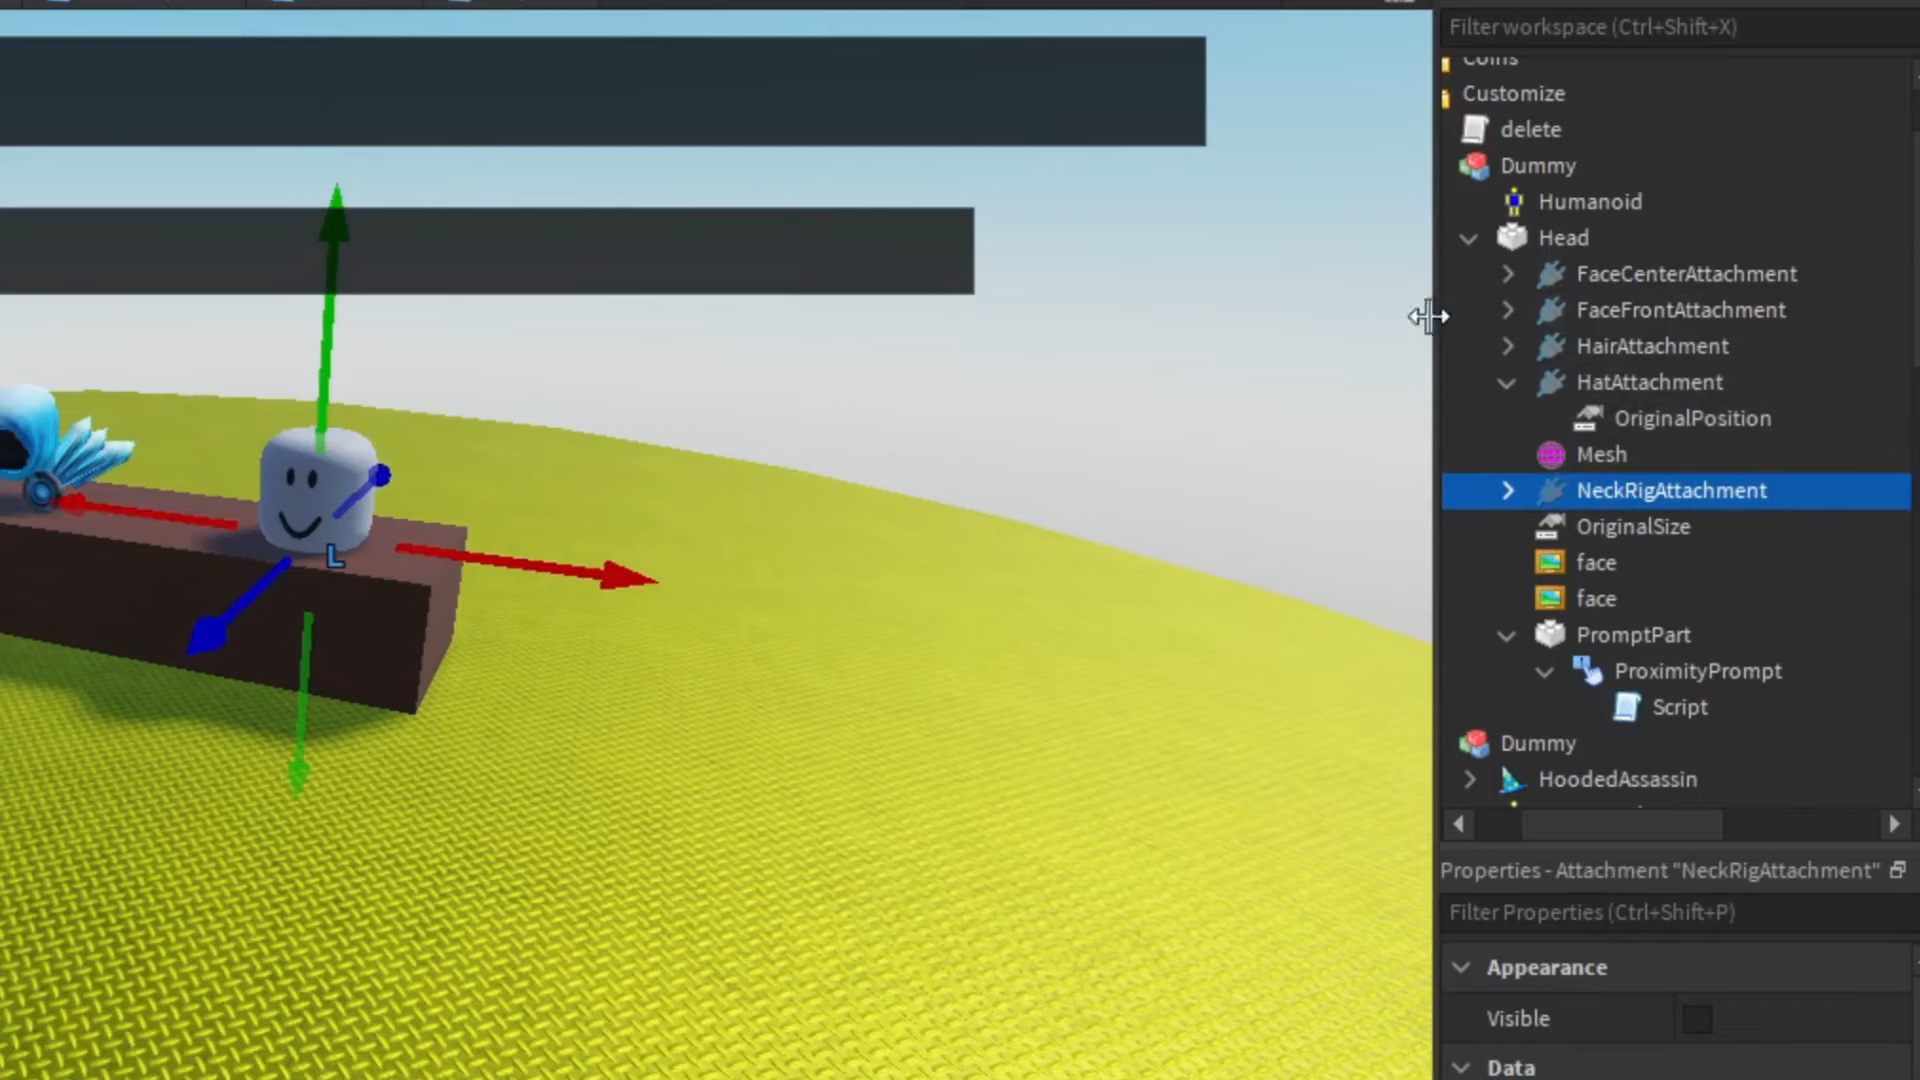 Filter workspace (Ctrl+Shift+X)
Coins
Customize
delete
Dummy
Humanoid
Head
FaceCenterAttachment
FaceFrontAttachment
HairAttachment
HatAttachment
OriginalPosition
Mesh
NeckRigAttachment
OriginalSize
face
face
PromptPart
ProximityPrompt
Script
Dummy
HoodedAssassin
Properties - Attachment "NeckRigAttachment"
Filter Properties (Ctrl+Shift+P)
Appearance
Visible
Data
L